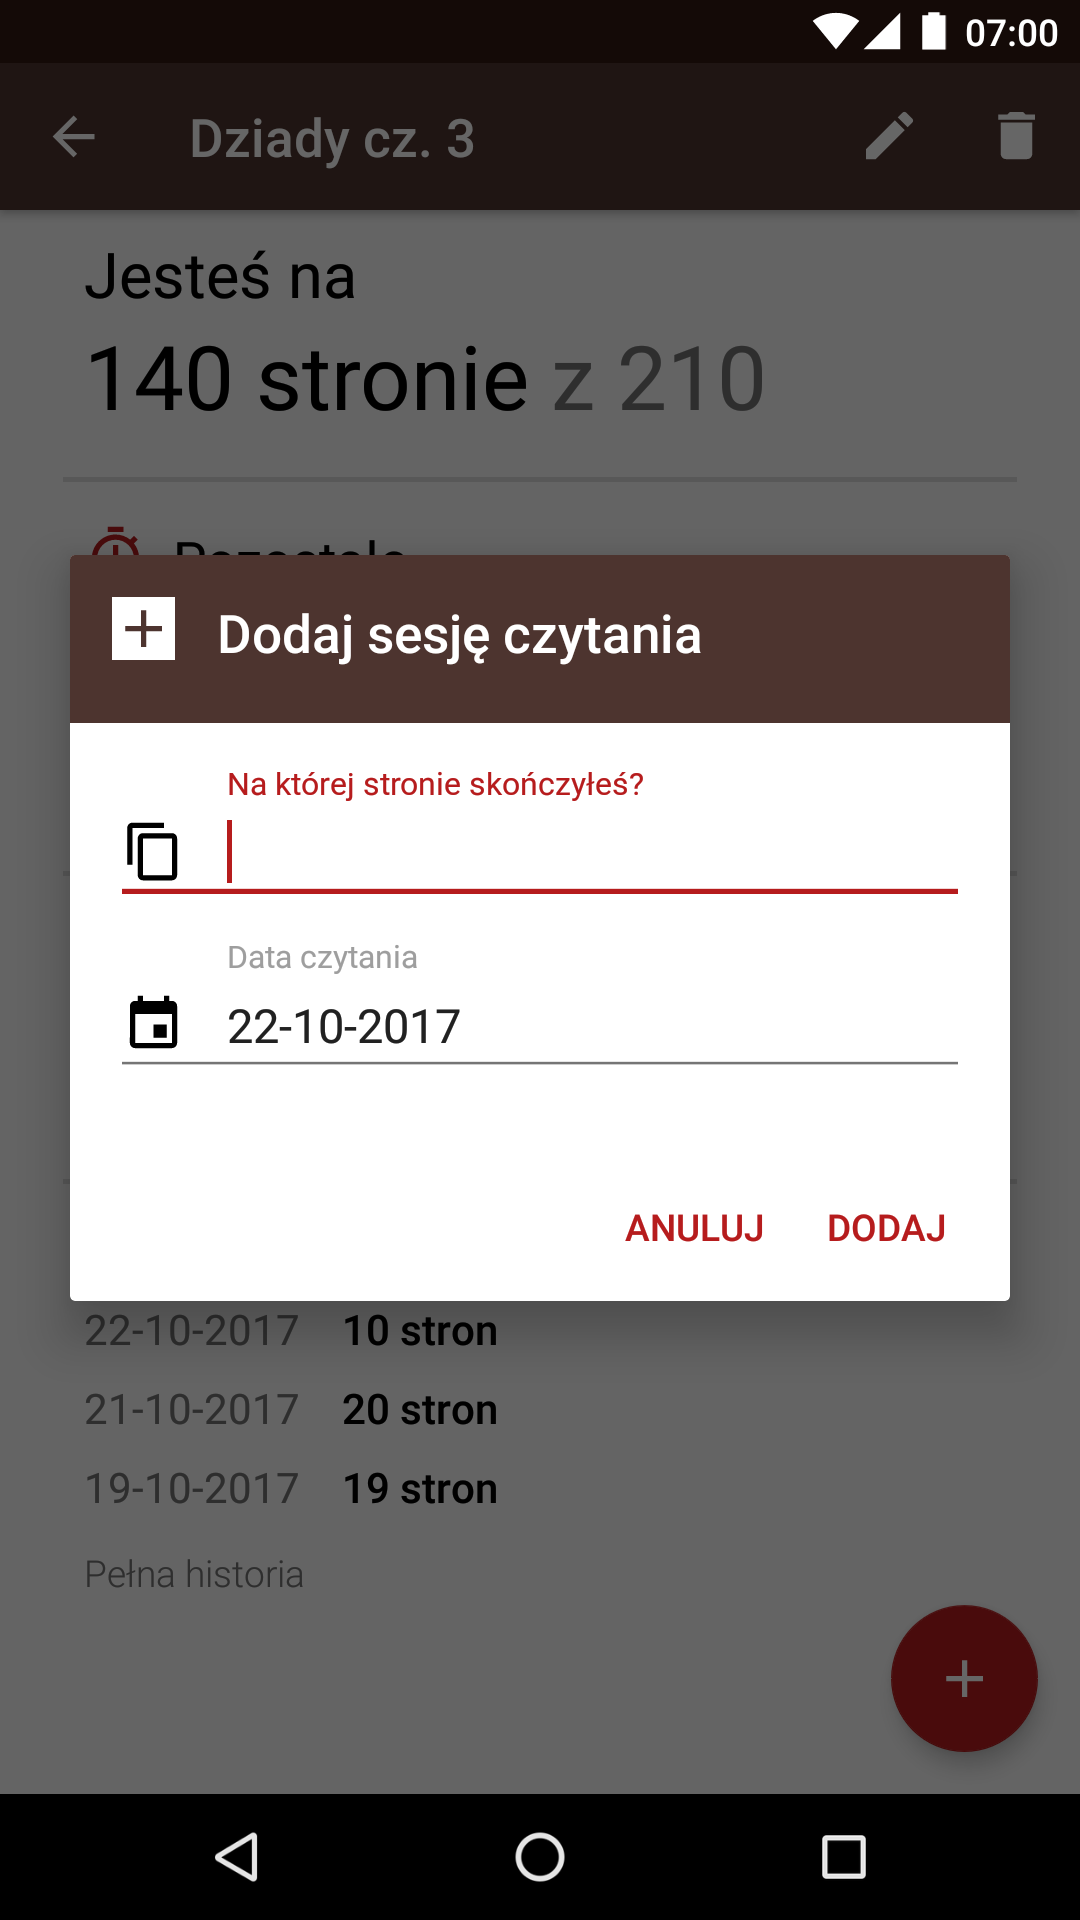 07:00
Dziady cz. 3
Jesteś na
140 stronie z 210
Dodaj sesję czytania
Na której stronie skończyłeś?
Data czytania
22-10-2017
ANULUJ DODAJ
22-10-2017 10 stron
21-10-2017 20 stron
19-10-2017 19 stron
Pełna historia